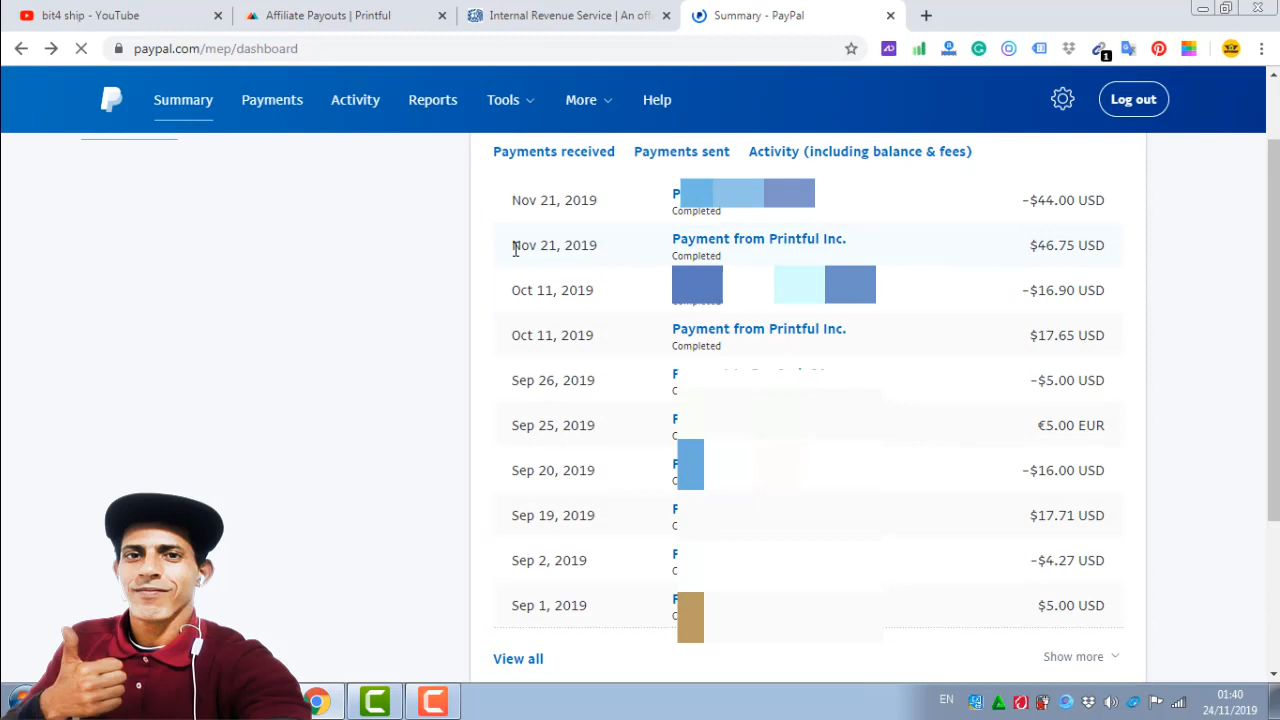 bit4 ship - YouTube
Affiliate Payouts | Printful
Internal Revenue Service | An offi
Summary - PayPal
paypal.com/mep/dashboard
1
Summary
Payments
Activity
Reports
Tools
More
Help
Log out
Payments received
Payments sent
Activity (including balance & fees)
Nov 21, 2019
P
Completed
-$44.00 USD
Nov 21, 2019
Payment from Printful Inc.
Completed
$46.75 USD
Oct 11, 2019
-$16.90 USD
Oct 11, 2019
Payment from Printful Inc.
Completed
$17.65 USD
Sep 26, 2019
-$5.00 USD
Sep 25, 2019
€5.00 EUR
Sep 20, 2019
-$16.00 USD
Sep 19, 2019
$17.71 USD
Sep 2, 2019
-$4.27 USD
Sep 1, 2019
$5.00 USD
View all
Show more
EN
01:40
24/11/2019